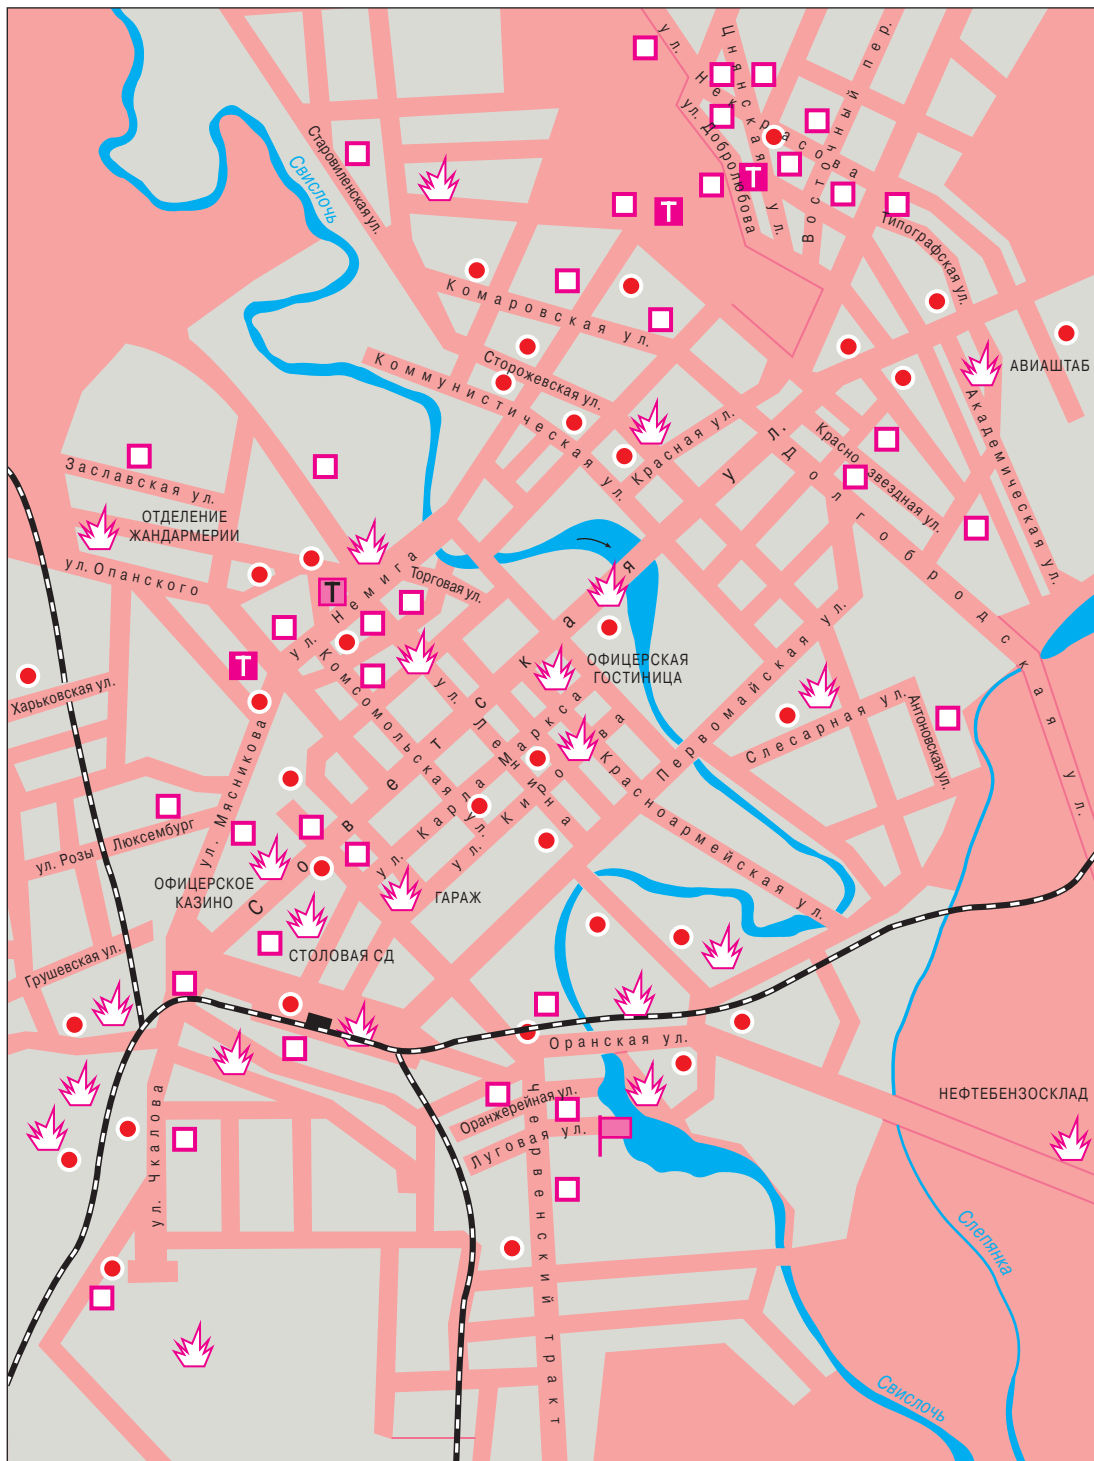 ул. Некрасова
Цнянская ул.
Восточный пер.
ул. Добролюбова
Типографская ул.
Старовиленская ул.
Свислочь
Комаровская ул.
Сторожевская ул.
Коммунистическая ул.
Красная ул.
АВИАШТАБ
Краснозвездная ул.
Академическая ул.
Долгобродская ул.
Заславская ул.
ОТДЕЛЕНИЕ
ЖАНДАРМЕРИИ
ул. Опанского
ул. Немига
Торговая ул.
Советская ул.
ОФИЦЕРСКАЯ
ГОСТИНИЦА
Первомайская ул.
Слесарная ул.
Антоновская ул.
Харьковская ул.
Комсомольская ул.
ул. Ленина
ул. Карла Маркса
ул. Кирова
Красноармейская ул.
ул. Мясникова
ул. Розы Люксембург
ОФИЦЕРСКОЕ
КАЗИНО
ГАРАЖ
СТОЛОВАЯ СД
Грушевская ул.
Оранская ул.
Оранжерейная ул.
Луговая ул.
Червенский тракт
ул. Чкалова
НЕФТЕБЕНЗОСКЛАД
Слепянка
Свислочь
Т
Т
Т
Т